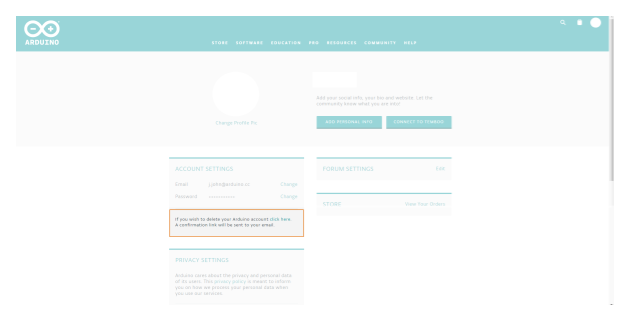 ARDUINO
STORE SOFTWARE EDUCATION PRO RESOURCES COMMUNITY HELP
Change Profile Pic
Add your social info, your bio and website. Let the
community know what you are into!
ADD PERSONAL INFO CONNECT TO TINKERCAD
ACCOUNT SETTINGS
Email Change
Password Change
If you wish to delete your Arduino account click here.
A confirmation link will be sent to your email.
PRIVACY SETTINGS
Arduino cares about the privacy and personal data
of its users. This privacy policy is meant to inform
you on how we process your personal data when
you use our services.
FORUM SETTINGS Edit
STORE View Your Orders